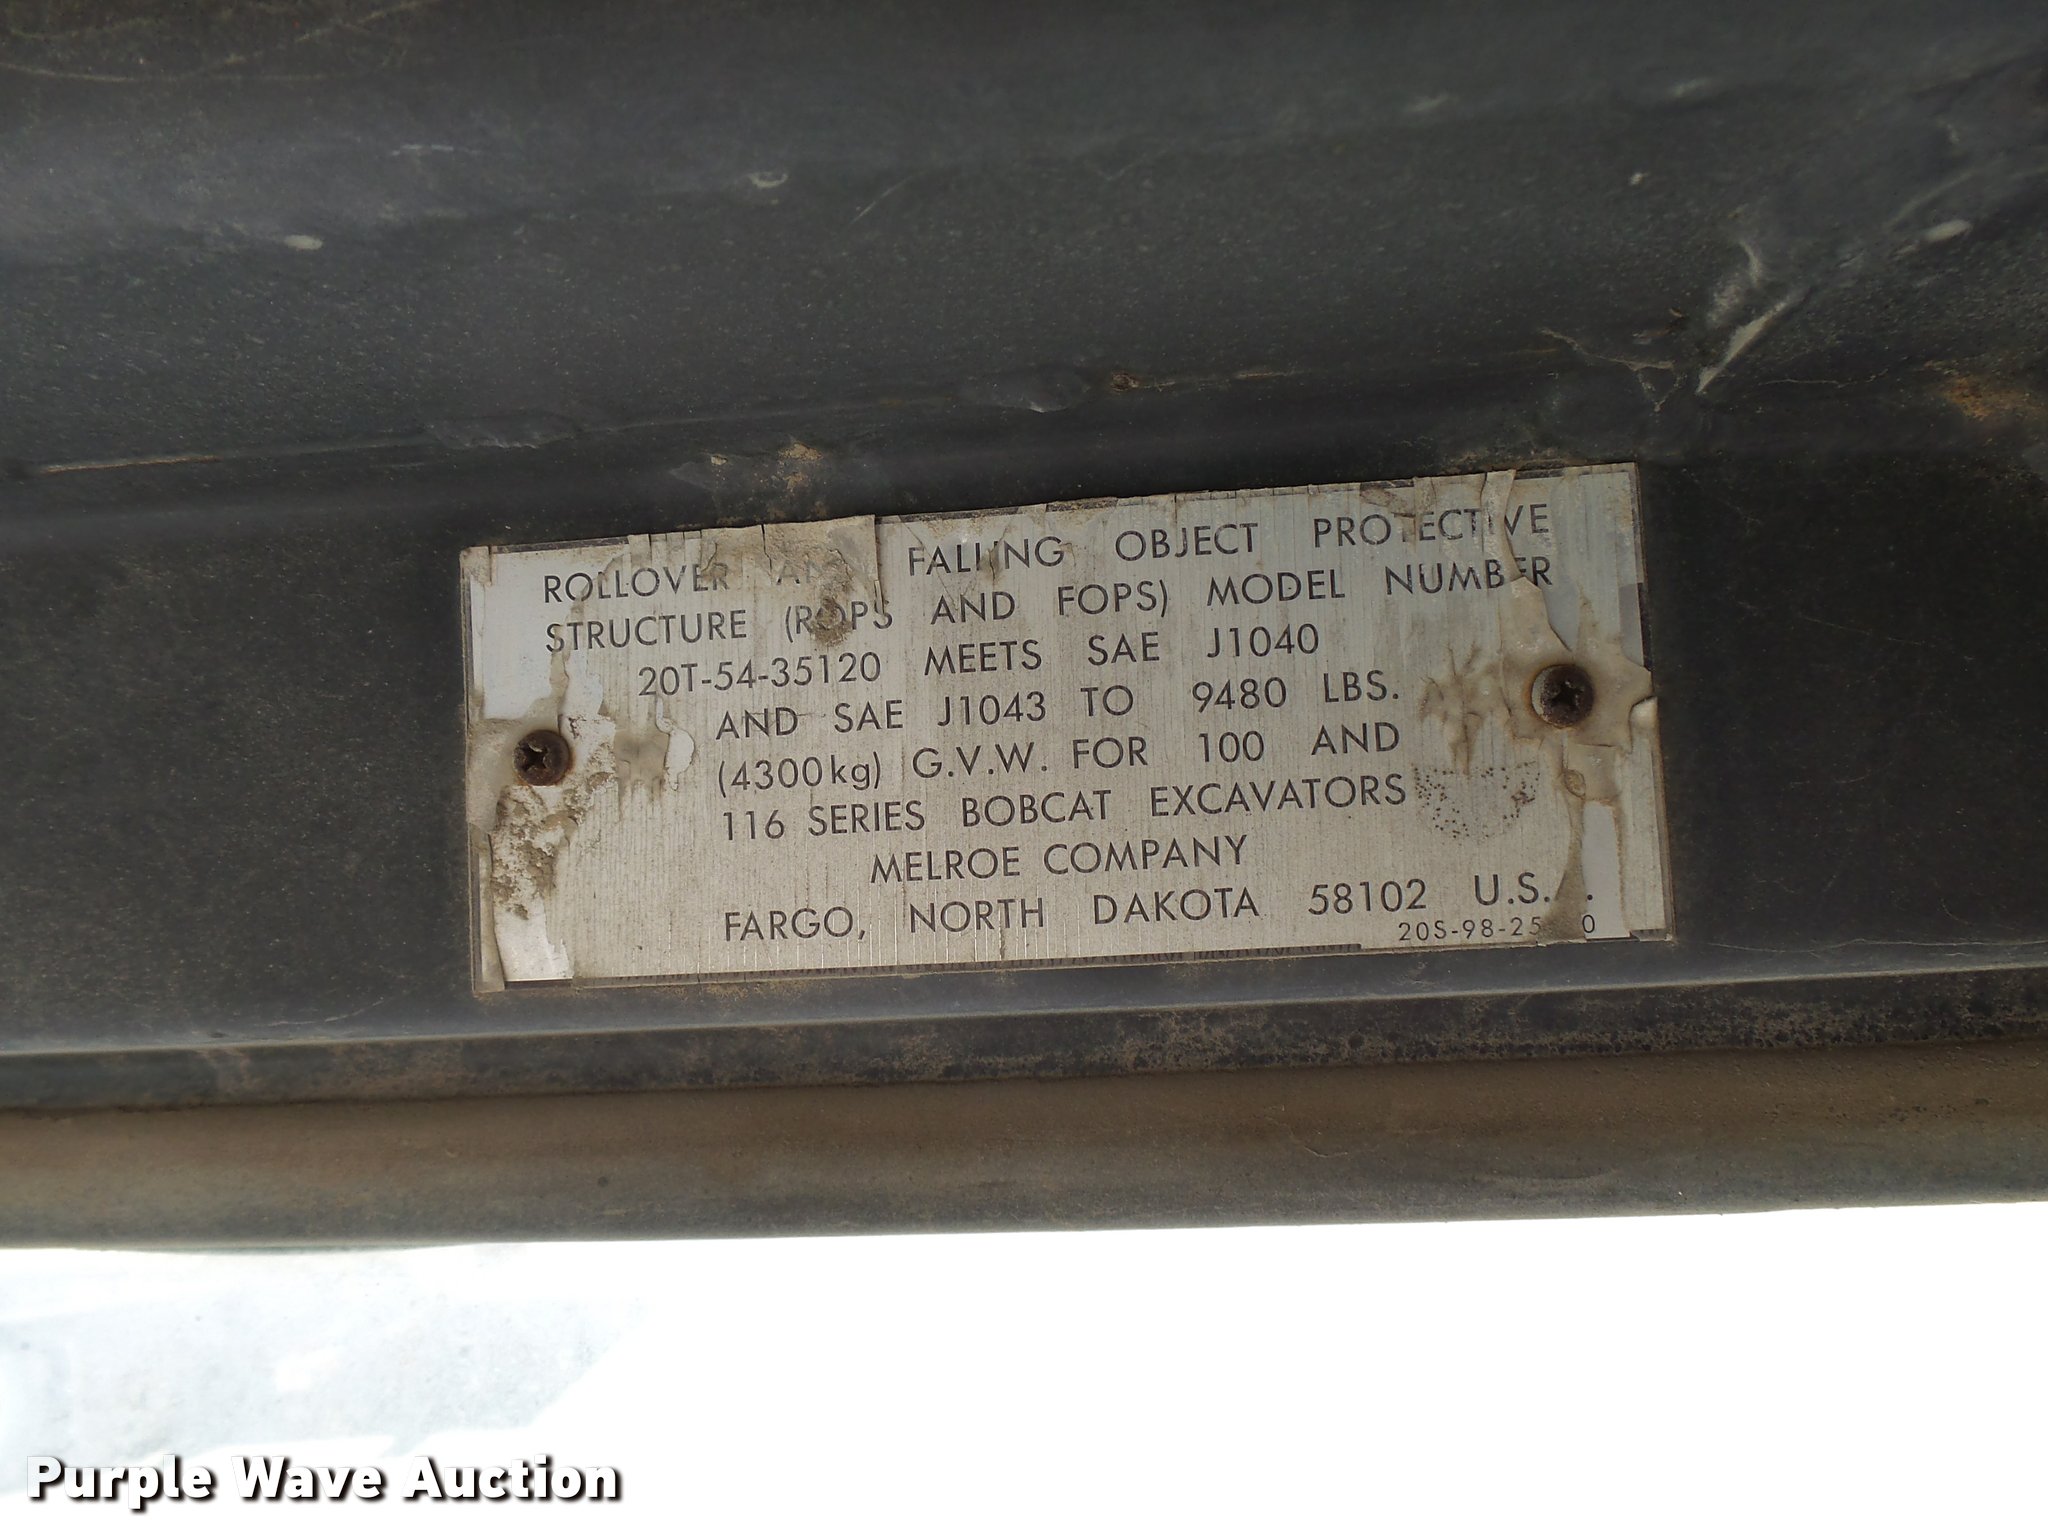 ROLLOVER AND FALLING OBJECT PROTECTIVE
STRUCTURE (ROPS AND FOPS) MODEL NUMBER
20T-54-35120 MEETS SAE J1040
AND SAE J1043 TO 9480 LBS.
(4300kg) G.V.W. FOR 100 AND
116 SERIES BOBCAT EXCAVATORS
MELROE COMPANY
FARGO, NORTH DAKOTA 58102
Purple Wave Auction